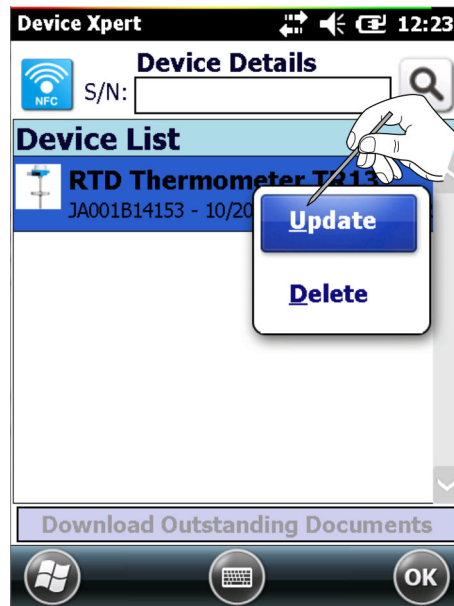 Device Xpert 12:23
Device Details
NFC
S/N:
Device List
RTD Thermometer TR13
JA001B14153 - 10/20
Update
Delete
Download Outstanding Documents
OK